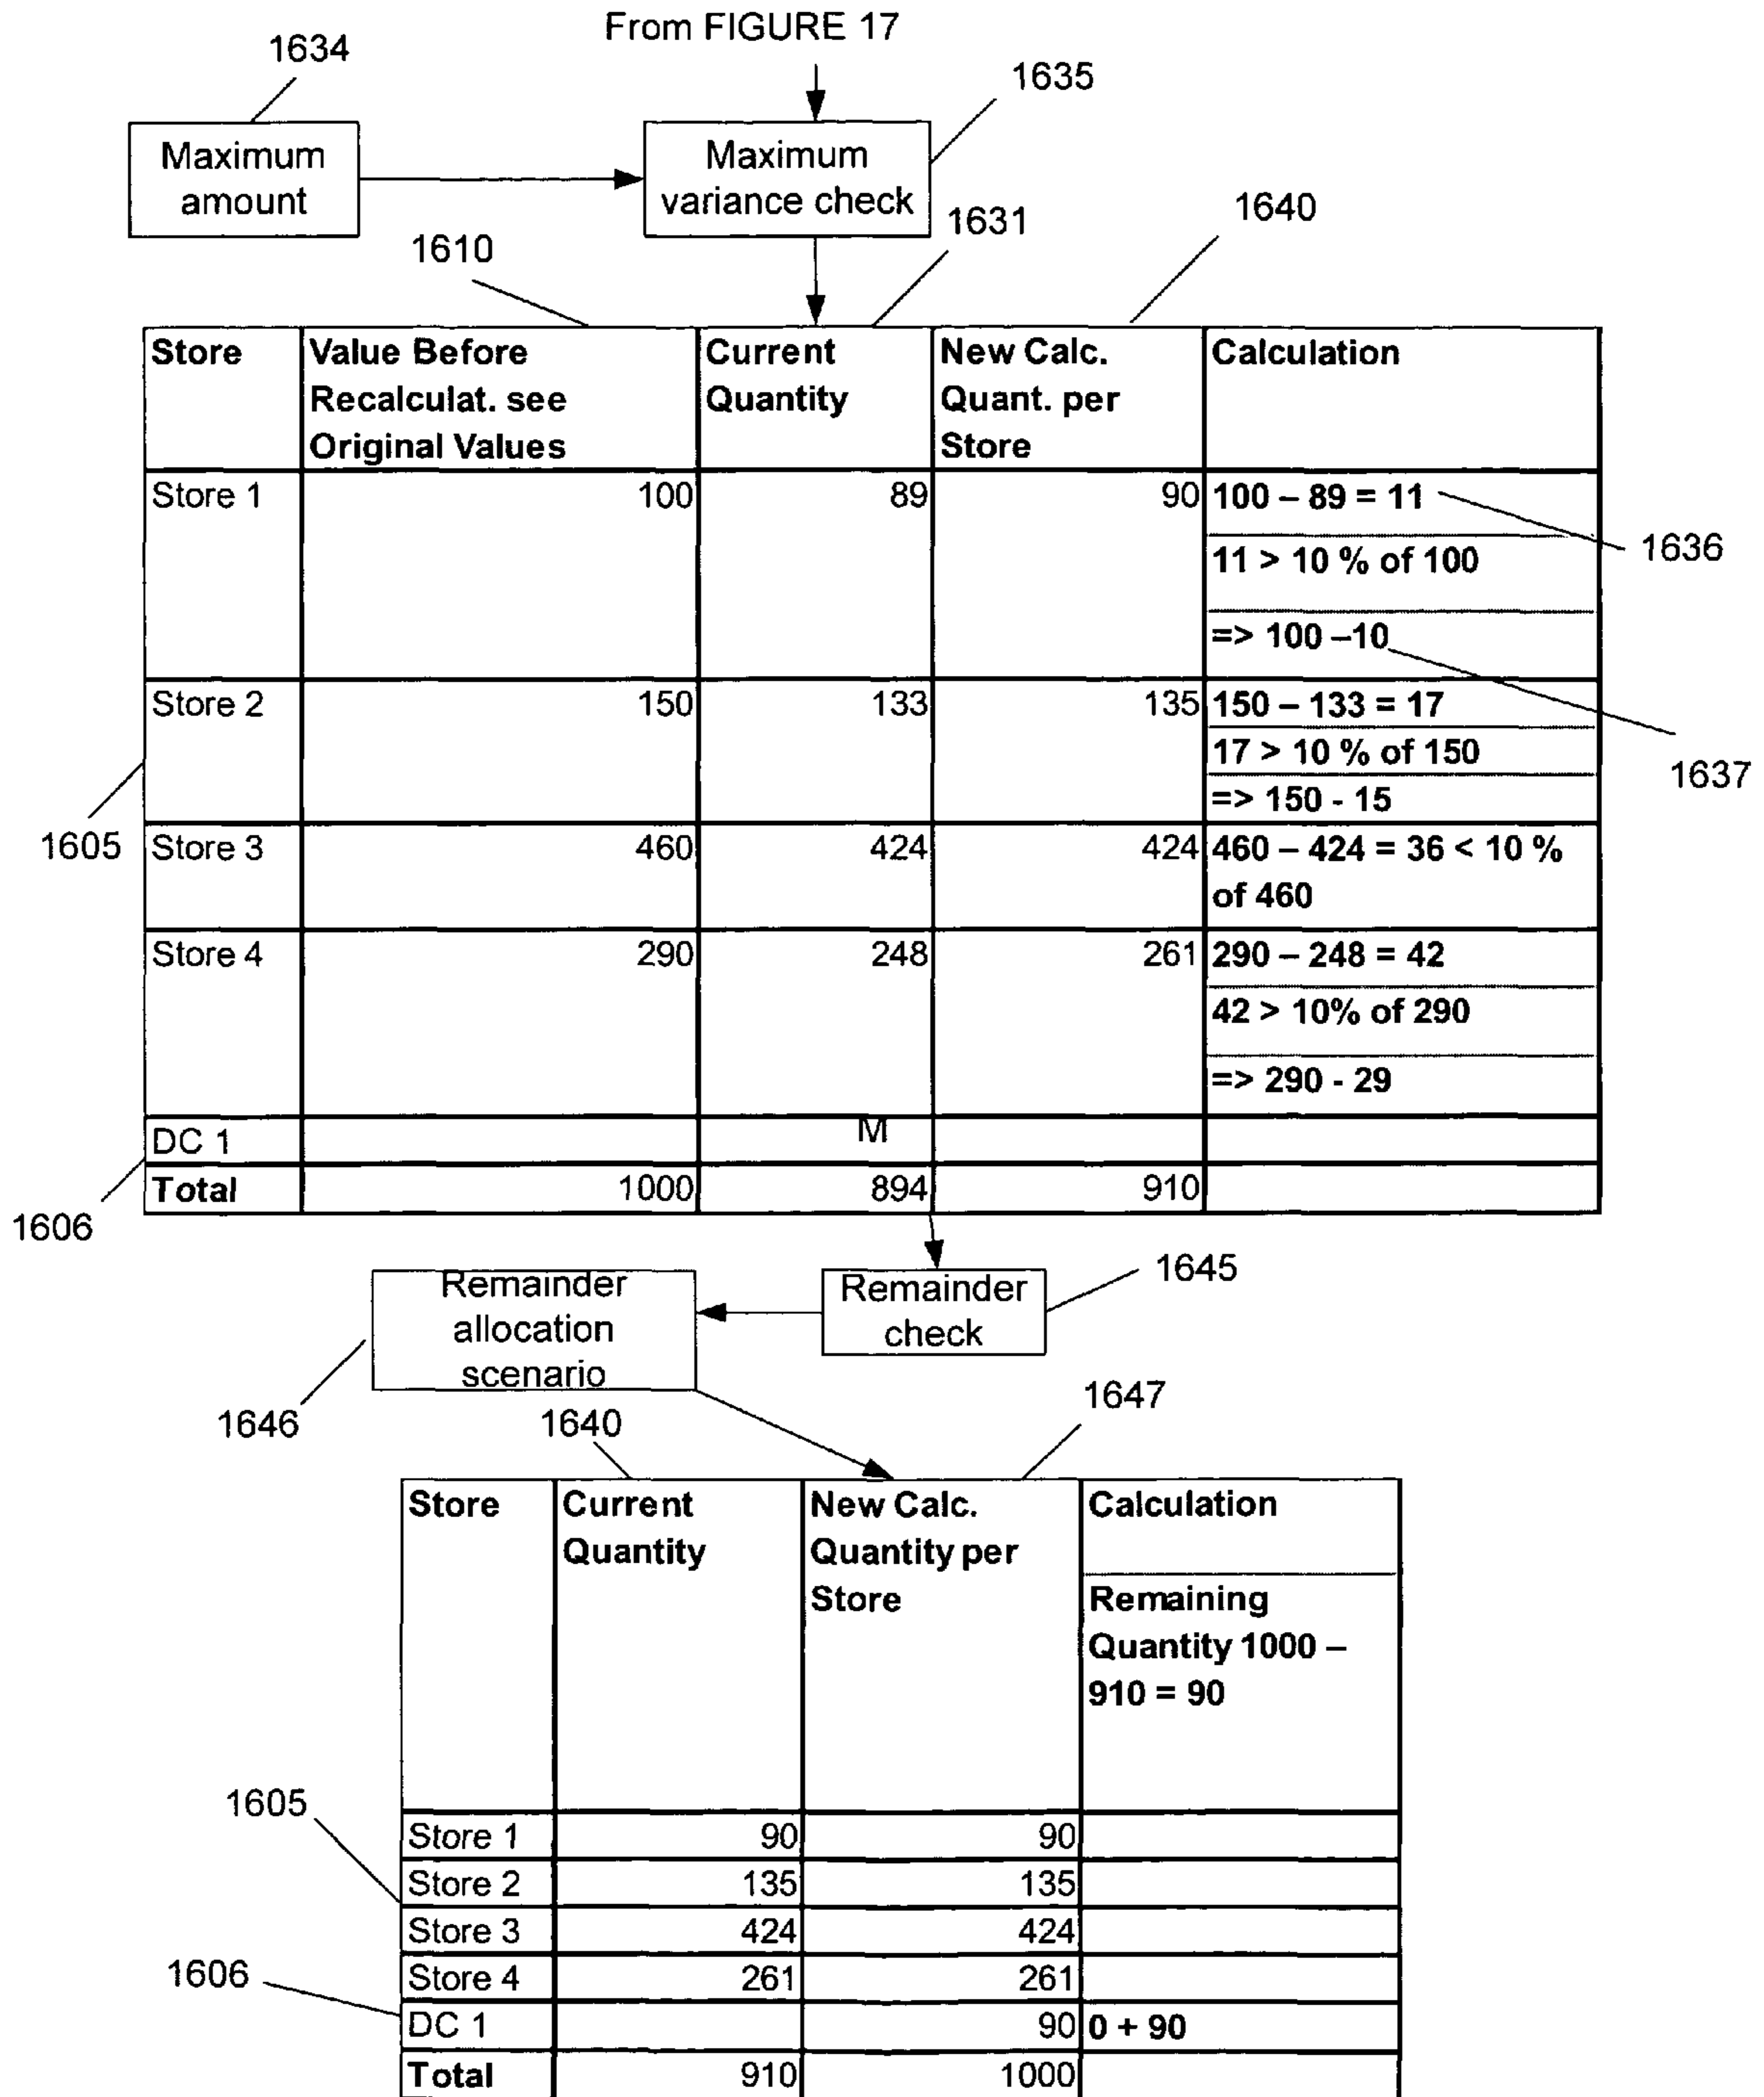 From FIGURE 17
1634
1635
Maximum
amount
Maximum
variance check
1610
1631
1640
Store
Value Before
Recalculat. see
Original Values
Current
Quantity
New Calc.
Quant. per
Store
Calculation
Store 1
100
89
90
100 – 89 = 11
11 > 10 % of 100
=> 100 –10
1636
Store 2
150
133
135
150 – 133 = 17
17 > 10 % of 150
=> 150 - 15
1637
1605
Store 3
460
424
424
460 – 424 = 36 < 10 %
of 460
Store 4
290
248
261
290 – 248 = 42
42 > 10% of 290
=> 290 - 29
DC 1
M
Total
1000
894
910
1606
Remainder
allocation
scenario
Remainder
check
1645
1646
1640
1647
Store
Current
Quantity
New Calc.
Quantity per
Store
Calculation
Remaining
Quantity 1000 –
910 = 90
1605
Store 1
90
90
Store 2
135
135
Store 3
424
424
1606
Store 4
261
261
DC 1
90
0 + 90
Total
910
1000